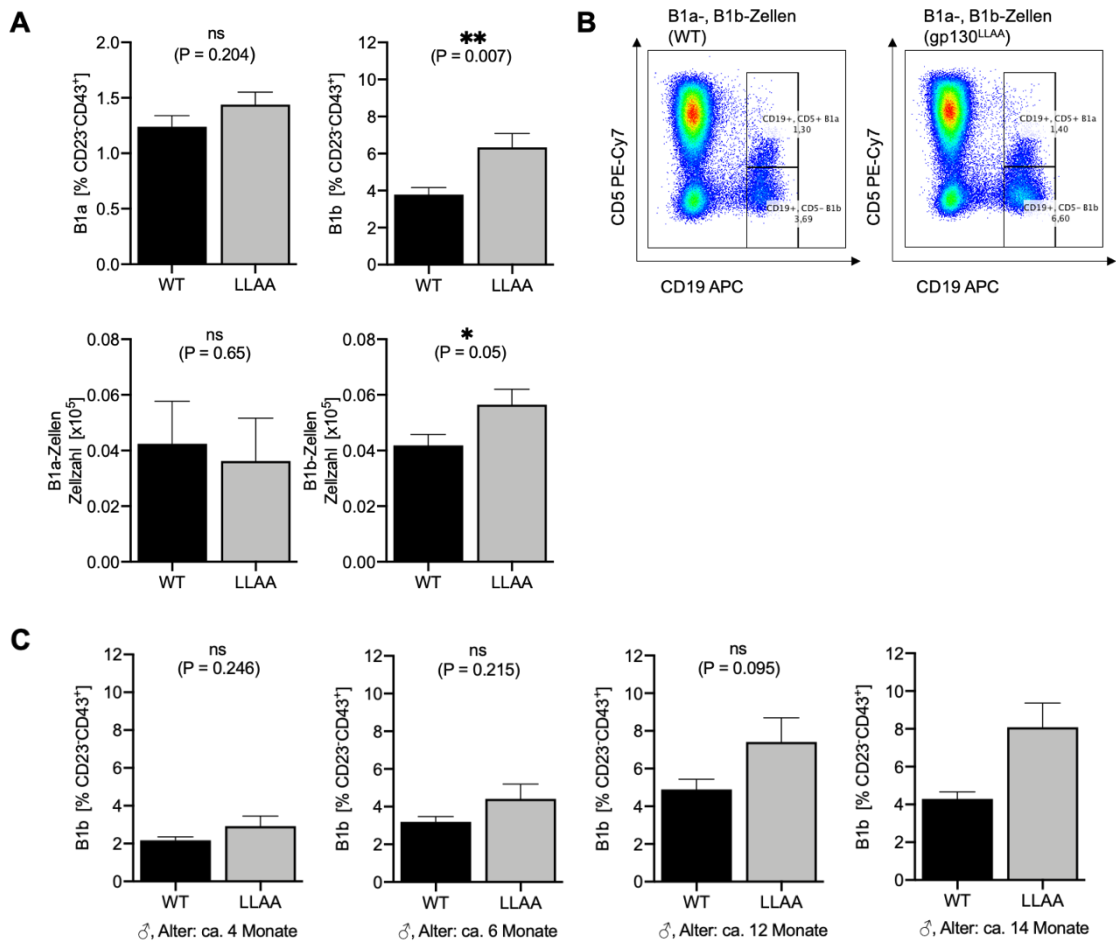 A
ns
(P = 0.204)
B1a [% CD23⁻CD43⁺]
2.0
1.5
1.0
0.5
0.0
WT
LLAA
**
(P = 0.007)
B1b [% CD23⁻CD43⁺]
12
10
8
6
4
2
0
WT
LLAA
ns
(P = 0.65)
B1a-Zellen
Zellzahl [x10⁵]
0.08
0.06
0.04
0.02
0.00
WT
LLAA
*
(P = 0.05)
B1b-Zellen
Zellzahl [x10⁵]
0.08
0.06
0.04
0.02
0.00
WT
LLAA
B
B1a-, B1b-Zellen
(WT)
CD5 PE-Cy7
CD19+, CD5+ B1a
1,30
CD19+, CD5– B1b
3,69
CD19 APC
B1a-, B1b-Zellen
(gp130ᴸᴸᴬᴬ)
CD5 PE-Cy7
CD19+, CD5+ B1a
1,40
CD19+, CD5– B1b
6,60
CD19 APC
C
ns
(P = 0.246)
B1b [% CD23⁻CD43⁺]
12
10
8
6
4
2
0
WT
LLAA
♂, Alter: ca. 4 Monate
ns
(P = 0.215)
B1b [% CD23⁻CD43⁺]
12
10
8
6
4
2
0
WT
LLAA
♂, Alter: ca. 6 Monate
ns
(P = 0.095)
B1b [% CD23⁻CD43⁺]
12
10
8
6
4
2
0
WT
LLAA
♂, Alter: ca. 12 Monate
B1b [% CD23⁻CD43⁺]
12
10
8
6
4
2
0
WT
LLAA
♂, Alter: ca. 14 Monate